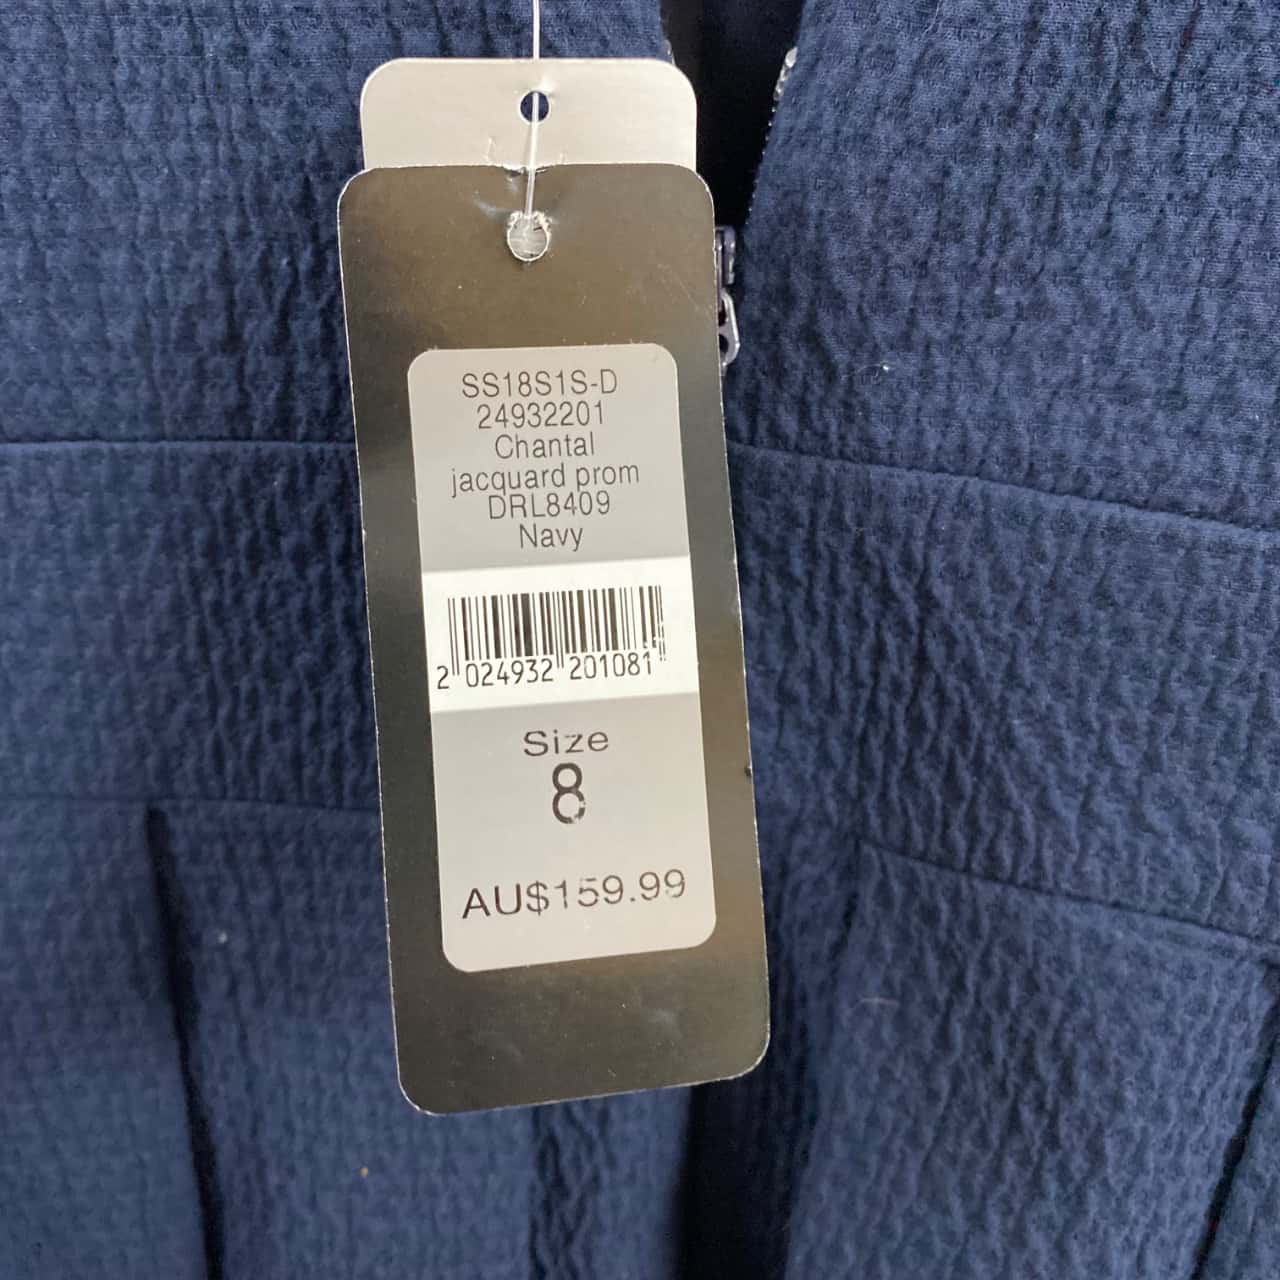 SS18S1S-D
24932201
Chantal
jacquard prom
DRL8409
Navy
2 024932 201081
Size
8
AU$159.99